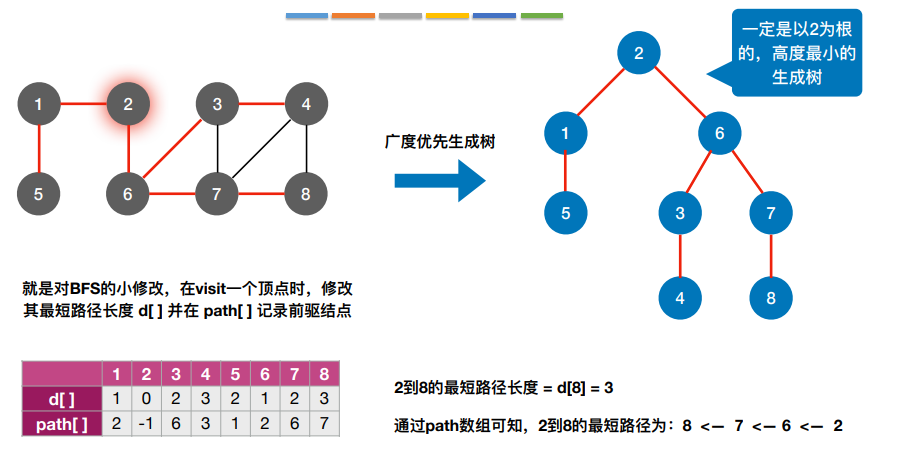 一定是以2为根
的，高度最小的
生成树
2
1 2 3 4
1 6
广度优先生成树
5 6 7 8
5 3 7
4 8
就是对BFS的小修改，在visit一个顶点时，修改
其最短路径长度 d[ ] 并在 path[ ] 记录前驱结点
1 2 3 4 5 6 7 8
d[ ] 1 0 2 3 2 1 2 3
path[ ] 2 -1 6 3 1 2 6 7
2到8的最短路径长度 = d[8] = 3
通过path数组可知，2到8的最短路径为：8 <— 7 <— 6 <— 2